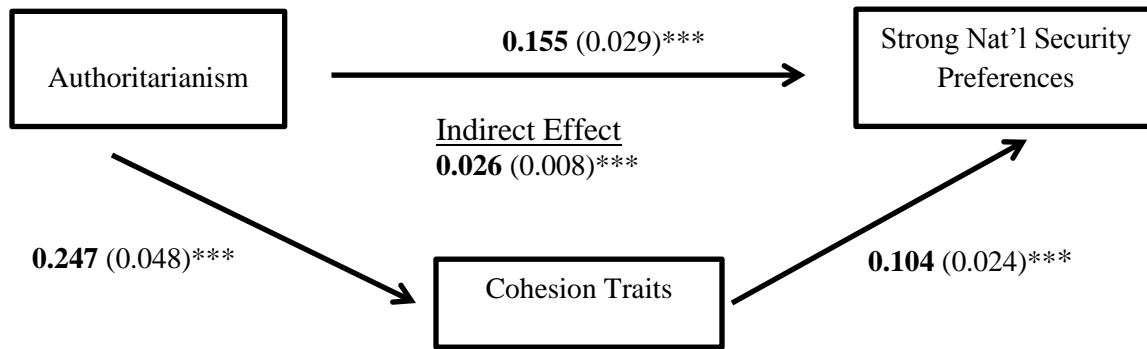 0.155 (0.029)***
Authoritarianism
Strong Nat’l Security
Preferences
Indirect Effect
0.026 (0.008)***
0.247 (0.048)***
Cohesion Traits
0.104 (0.024)***